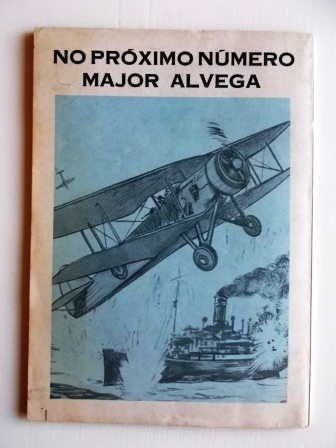 NO PRÓXIMO NÚMERO
MAJOR ALVEGA